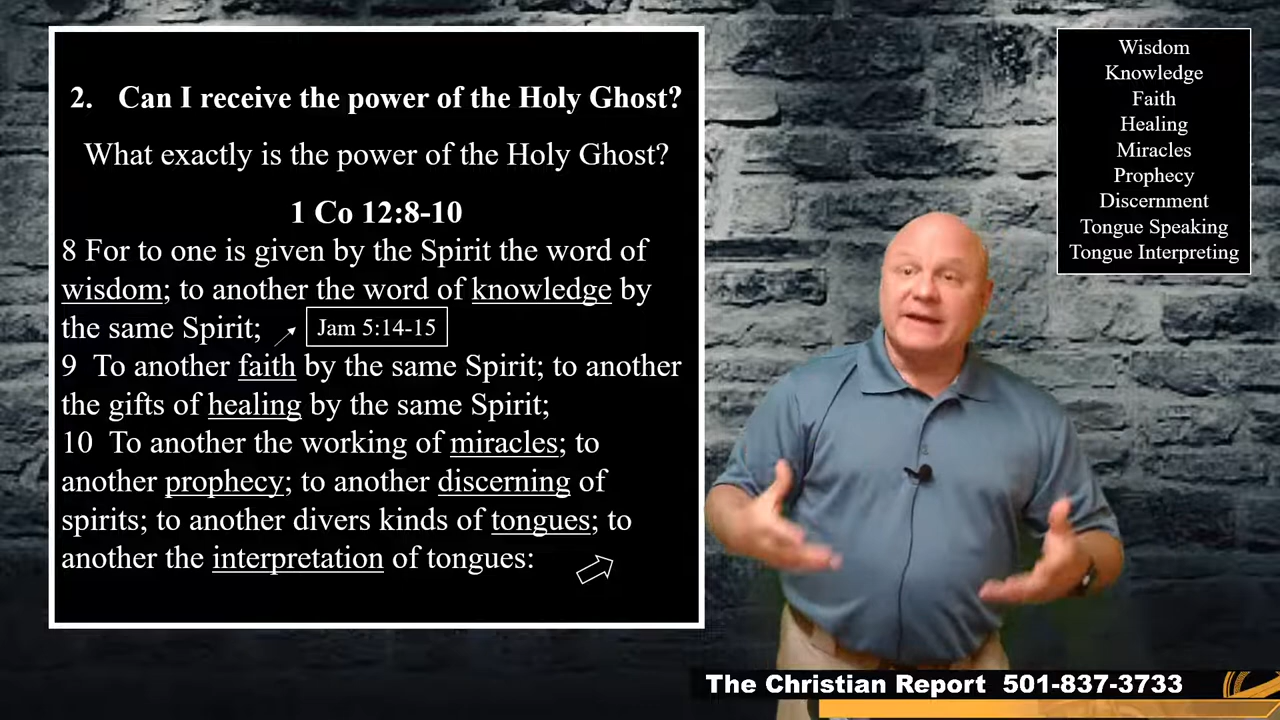 2. Can I receive the power of the Holy Ghost?
What exactly is the power of the Holy Ghost?
1 Co 12:8-10
8 For to one is given by the Spirit the word of
wisdom; to another the word of knowledge by
the same Spirit;
Jam 5:14-15
9 To another faith by the same Spirit; to another
the gifts of healing by the same Spirit;
10 To another the working of miracles; to
another prophecy; to another discerning of
spirits; to another divers kinds of tongues; to
another the interpretation of tongues:
Wisdom
Knowledge
Faith
Healing
Miracles
Prophecy
Discernment
Tongue Speaking
Tongue Interpreting
The Christian Report 501-837-3733